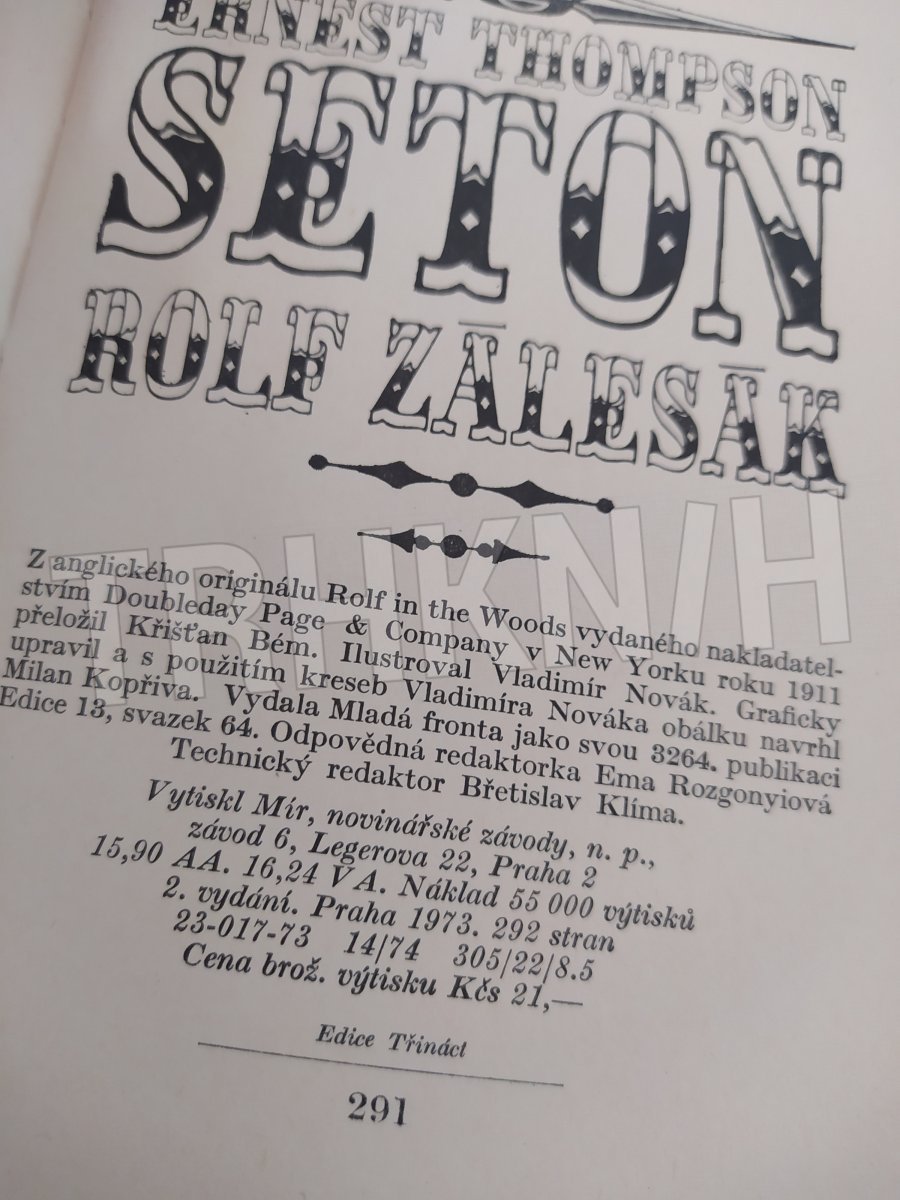 ERNEST THOMPSON
SETON
ROLF ZÁLESÁK
TRHKNIH
Z anglického originálu Rolf in the Woods vydaného nakladatel-
stvím Doubleday Page & Company v New Yorku roku 1911
přeložil Křišťan Bém. Ilustroval Vladimír Novák. Graficky
upravil a s použitím kreseb Vladimíra Nováka obálku navrhl
Milan Kopřiva. Vydala Mladá fronta jako svou 3264. publikaci
Edice 13, svazek 64. Odpovědná redaktorka Ema Rozgonyiová
Technický redaktor Břetislav Klíma.
Vytiskl Mír, novinářské závody, n. p.,
závod 6, Legerova 22, Praha 2
15,90 AA. 16,24 VA. Náklad 55 000 výtisků
2. vydání. Praha 1973. 292 stran
23-017-73 14/74 305/22/8.5
Cena brož. výtisku Kčs 21,—
Edice Třináct
291